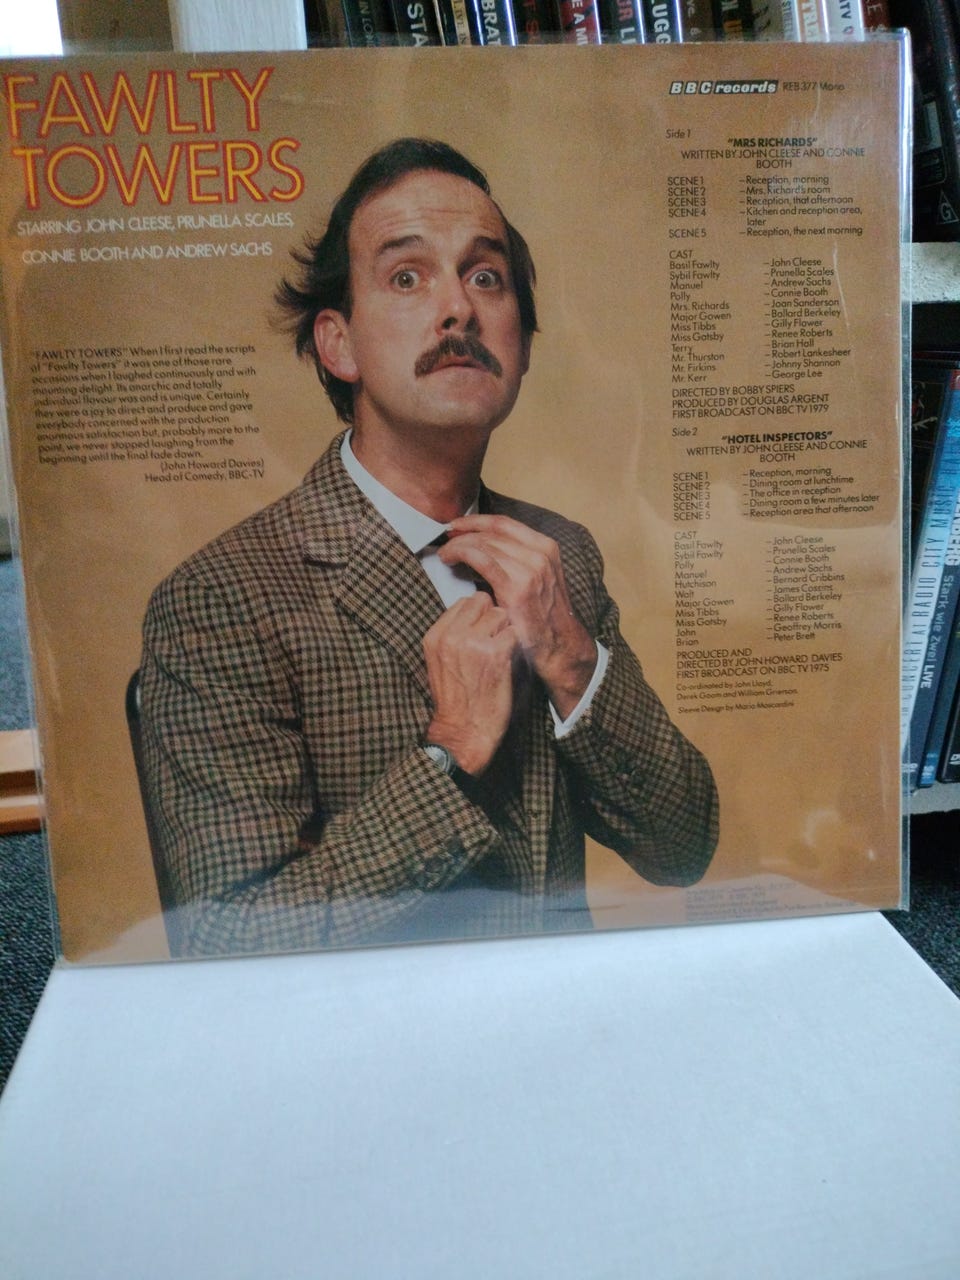 FAWLTY
TOWERS
STARRING JOHN CLEESE, PRUNELLA SCALES,
CONNIE BOOTH AND ANDREW SACHS
"FAWLTY TOWERS" When I first read the scripts
of "Fawlty Towers" it was one of those rare
occasions when I laughed continuously and with
mounting delight. Its anarchic and totally
individual flavour was and is unique. Certainly
they were a joy to direct and produce and gave
everybody concerned with the production
enormous satisfaction but, probably more to the
point, we never stopped laughing from the
beginning until the final fade down.
(John Howard Davies)
Head of Comedy, BBC-TV
BBC records REB 377 Mono
Side 1
"MRS RICHARDS"
WRITTEN BY JOHN CLEESE AND CONNIE
BOOTH
SCENE 1 – Reception, morning
SCENE 2 – Mrs. Richard's room
SCENE 3 – Reception, that afternoon
SCENE 4 – Kitchen and reception area,
later
SCENE 5 – Reception, the next morning
CAST
Basil Fawlty – John Cleese
Sybil Fawlty – Prunella Scales
Manuel – Andrew Sachs
Polly – Connie Booth
Mrs. Richards – Joan Sanderson
Major Gowen – Ballard Berkeley
Miss Tibbs – Gilly Flower
Miss Gatsby – Renee Roberts
Terry – Brian Hall
Mr. Thurston – Robert Lankesheer
Mr. Firkins – Johnny Shannon
Mr. Kerr – George Lee
DIRECTED BY BOBBY SPIERS
PRODUCED BY DOUGLAS ARGENT
FIRST BROADCAST ON BBC TV 1979
Side 2
"HOTEL INSPECTORS"
WRITTEN BY JOHN CLEESE AND CONNIE
BOOTH
SCENE 1 – Reception, morning
SCENE 2 – Dining room at lunchtime
SCENE 3 – The office in reception
SCENE 4 – Dining room a few minutes later
SCENE 5 – Reception area that afternoon
CAST
Basil Fawlty – John Cleese
Sybil Fawlty – Prunella Scales
Polly – Connie Booth
Manuel – Andrew Sachs
Hutchison – Bernard Cribbins
Walt – James Cossins
Major Gowen – Ballard Berkeley
Miss Tibbs – Gilly Flower
Miss Gatsby – Renee Roberts
John – Geoffrey Morris
Brian – Peter Brett
PRODUCED AND
DIRECTED BY JOHN HOWARD DAVIES
FIRST BROADCAST ON BBC TV 1975
Co-ordinated by John Lloyd,
Derek Goom and William Grierson
Sleeve Design by Mario Moscardini
IN CONCERT AT RADIO CITY MUSIC
Stark wie Zwei LIVE